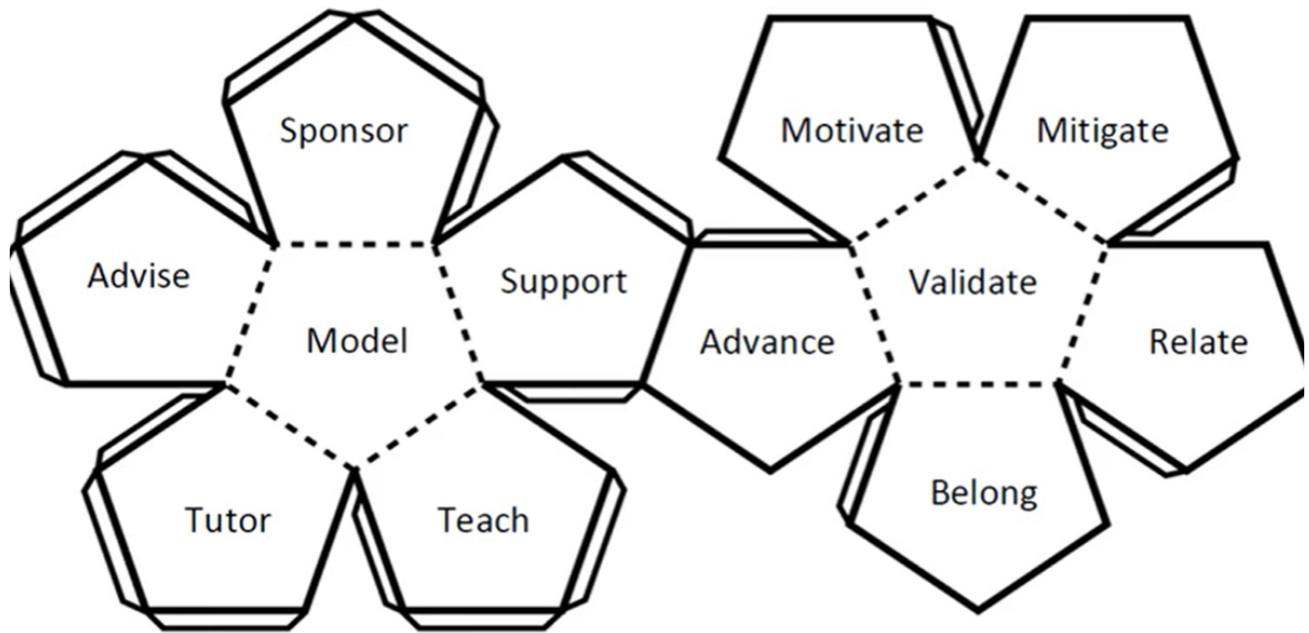 Sponsor
Advise
Support
Model
Tutor
Teach
Motivate
Mitigate
Validate
Advance
Relate
Belong